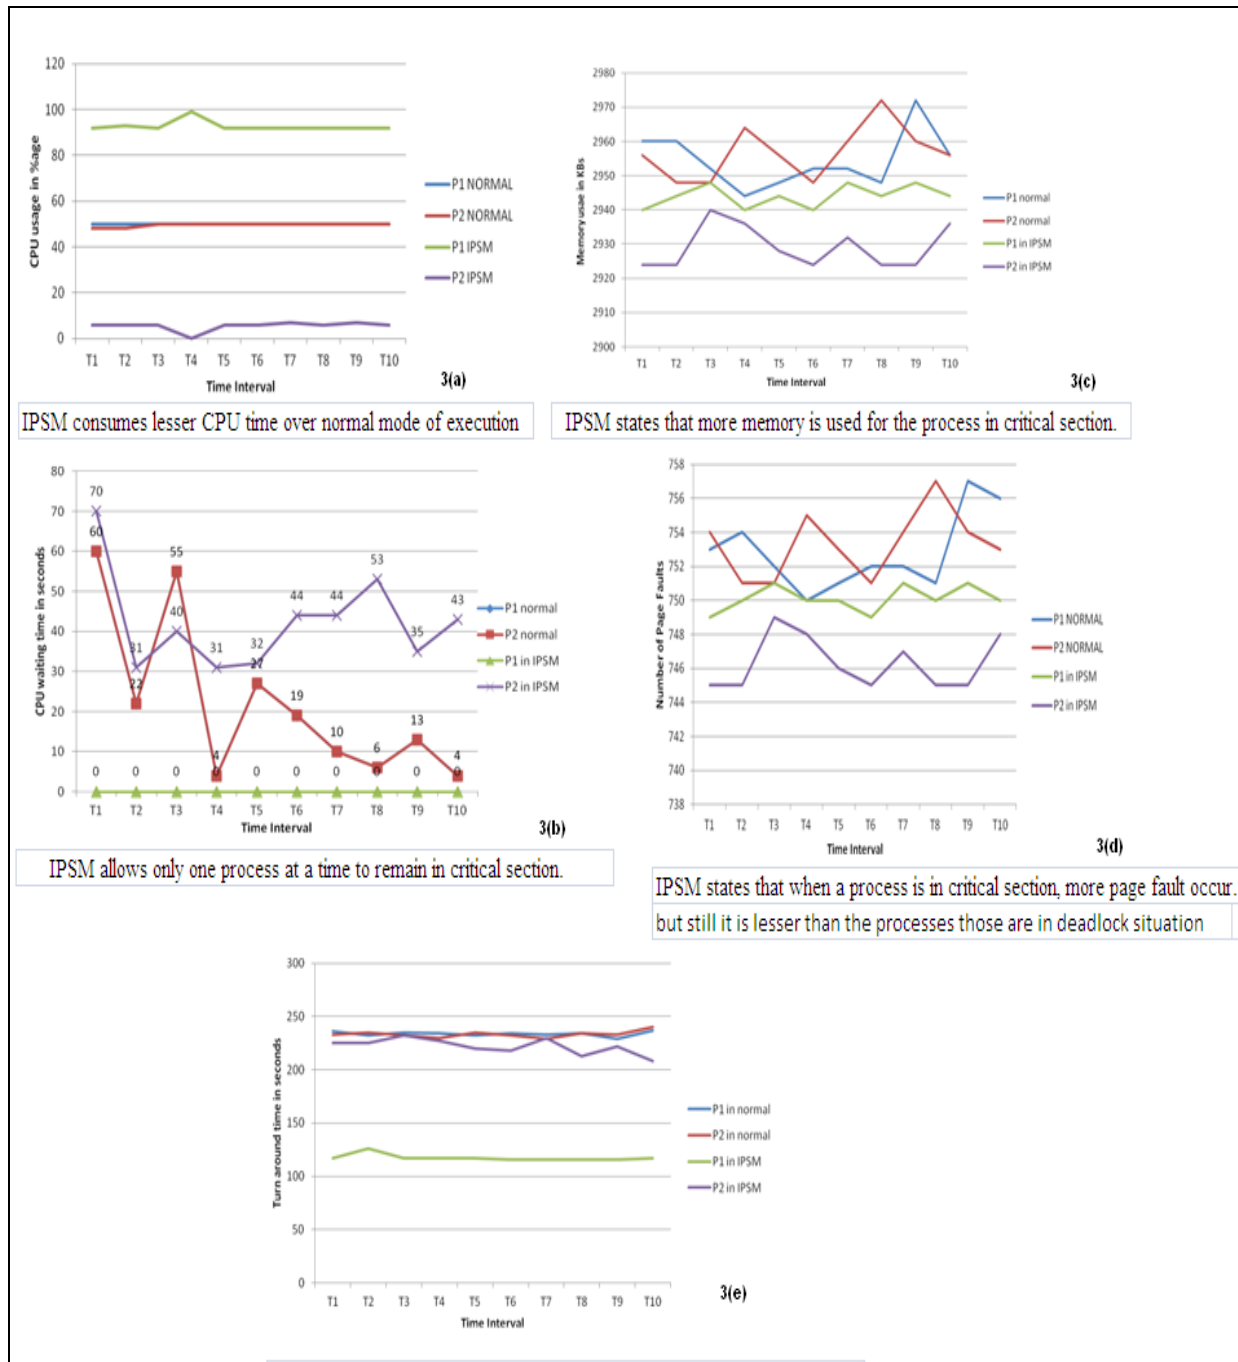 120
100
80
60
40
20
0
CPU usage in %age
T1 T2 T3 T4 T5 T6 T7 T8 T9 T10
Time Interval
P1 NORMAL
P2 NORMAL
P1 IPSM
P2 IPSM
3(a)
IPSM consumes lesser CPU time over normal mode of execution
2980
2970
2960
2950
2940
2930
2920
2910
2900
Memory usae in KBs
T1 T2 T3 T4 T5 T6 T7 T8 T9 T10
Time Interval
P1 normal
P2 normal
P1 in IPSM
P2 in IPSM
3(c)
IPSM states that more memory is used for the process in critical section.
80
70
60
50
40
30
20
10
0
CPU waiting time in seconds
70 31 40 31 32 44 44 53 35 43
60 22 55 4 27 19 10 6 13 4
0 0 0 0 0 0 0 0 0 0
T1 T2 T3 T4 T5 T6 T7 T8 T9 T10
Time Interval
P1 normal
P2 normal
P1 in IPSM
P2 in IPSM
3(b)
IPSM allows only one process at a time to remain in critical section.
758
756
754
752
750
748
746
744
742
740
738
Number of Page Faults
T1 T2 T3 T4 T5 T6 T7 T8 T9 T10
Time Interval
P1 NORMAL
P2 NORMAL
P1 in IPSM
P2 in IPSM
3(d)
IPSM states that when a process is in critical section, more page fault occur.
but still it is lesser than the processes those are in deadlock situation
300
250
200
150
100
50
0
Turn around time in seconds
T1 T2 T3 T4 T5 T6 T7 T8 T9 T10
Time Interval
P1 in normal
P2 in normal
P1 in IPSM
P2 in IPSM
3(e)